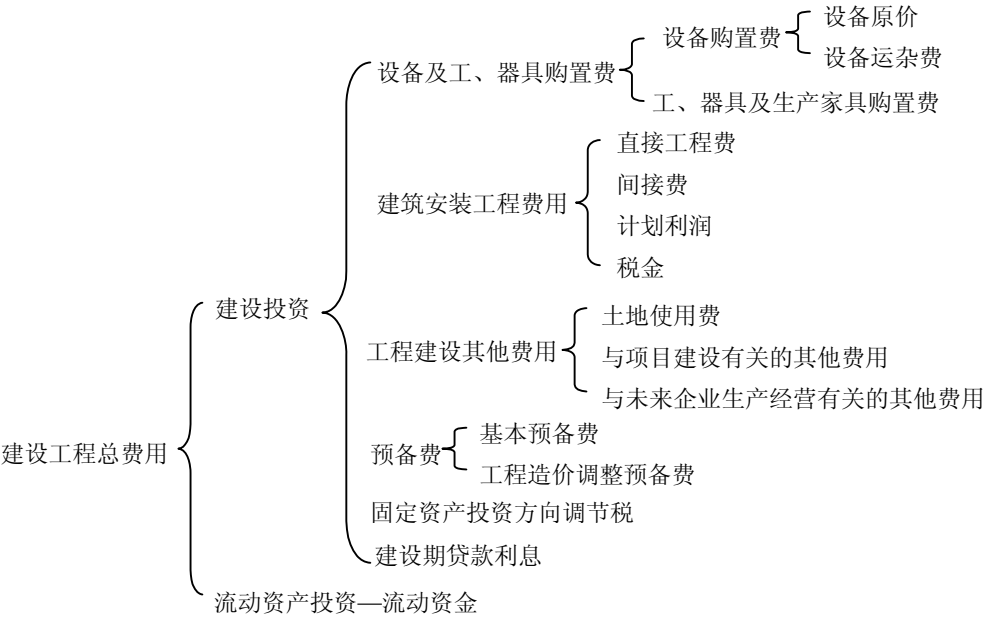 设备原价
设备购置费
设备运杂费
设备及工、器具购置费
工、器具及生产家具购置费
直接工程费
间接费
建筑安装工程费用
计划利润
税金
建设投资
土地使用费
工程建设其他费用
与项目建设有关的其他费用
与未来企业生产经营有关的其他费用
基本预备费
建设工程总费用
预备费
工程造价调整预备费
固定资产投资方向调节税
建设期贷款利息
流动资产投资—流动资金